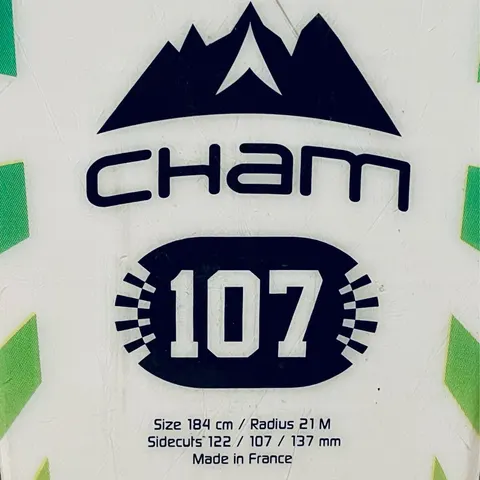 CHam
107
Size 184 cm / Radius 21 M
Sidecuts 122 / 107 / 137 mm
Made in France